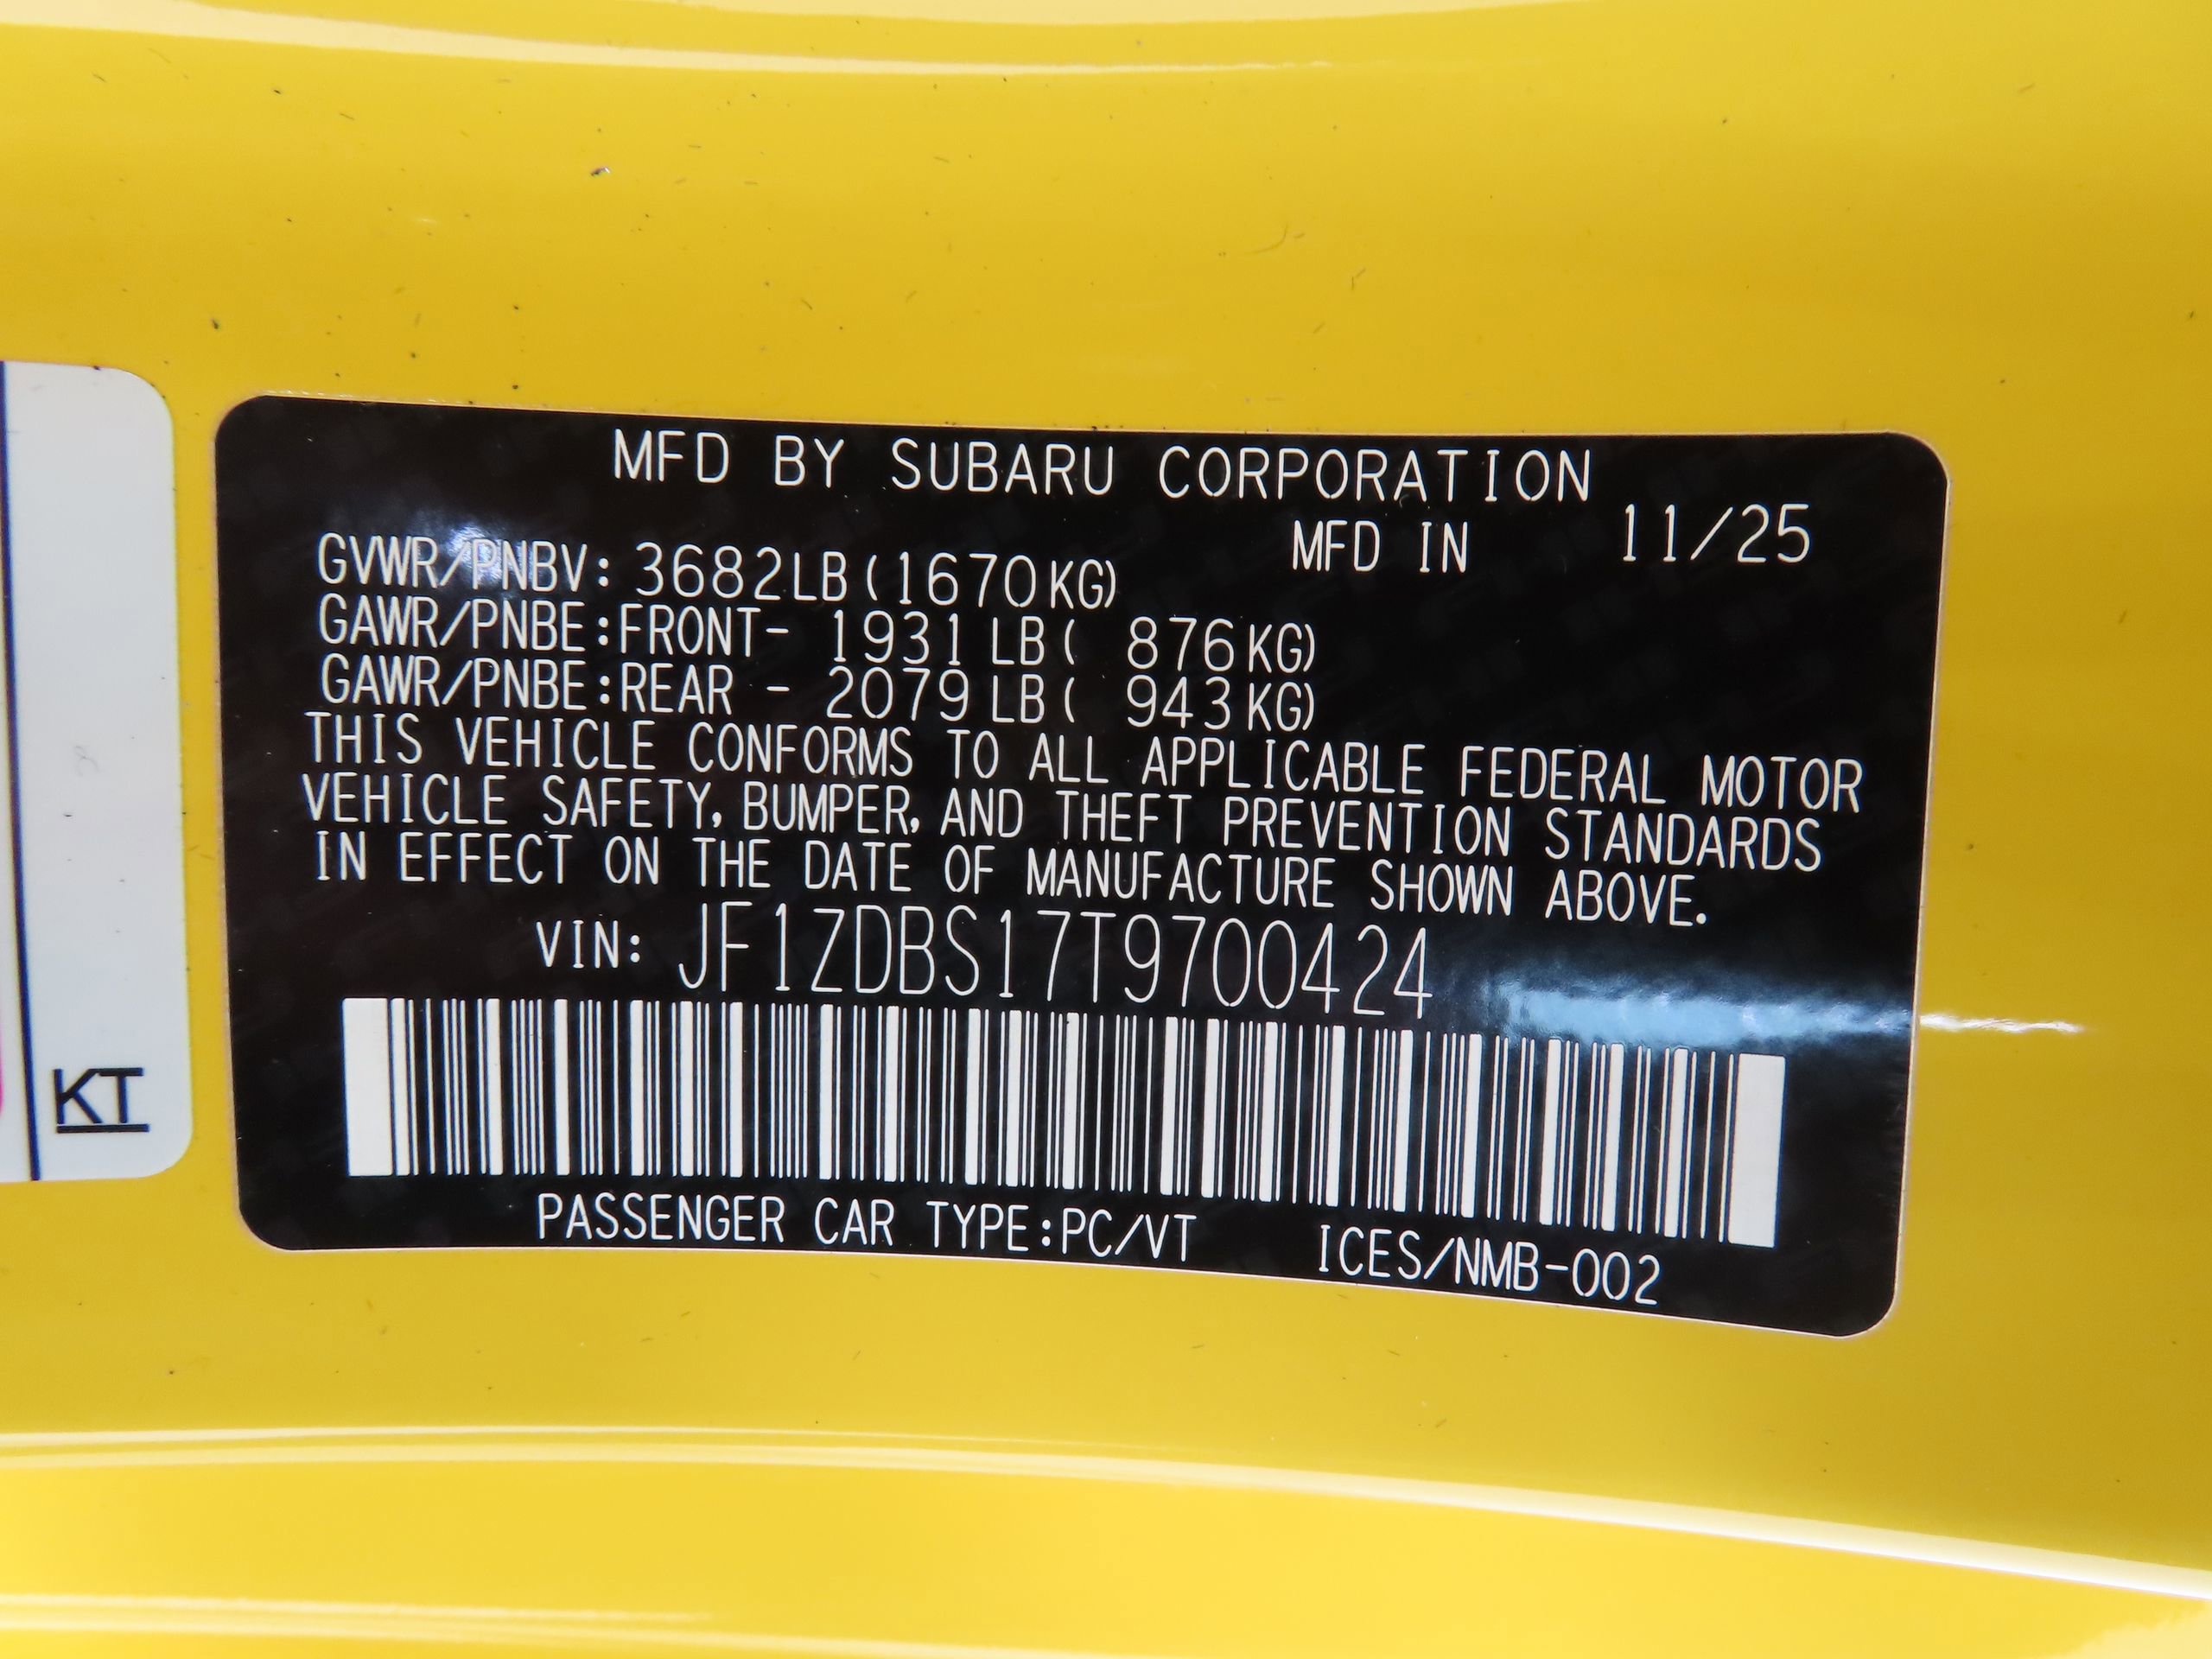 MFD BY SUBARU CORPORATION
MFD IN 11/25
GVWR/PNBV: 3682LB(1670KG)
GAWR/PNBE:FRONT- 1931LB( 876KG)
GAWR/PNBE:REAR - 2079LB( 943KG)
THIS VEHICLE CONFORMS TO ALL APPLICABLE FEDERAL MOTOR
VEHICLE SAFETY, BUMPER, AND THEFT PREVENTION STANDARDS
IN EFFECT ON THE DATE OF MANUFACTURE SHOWN ABOVE.
VIN: JF1ZDBS17T9700424
PASSENGER CAR TYPE:PC/VT ICES/NMB-002
KT